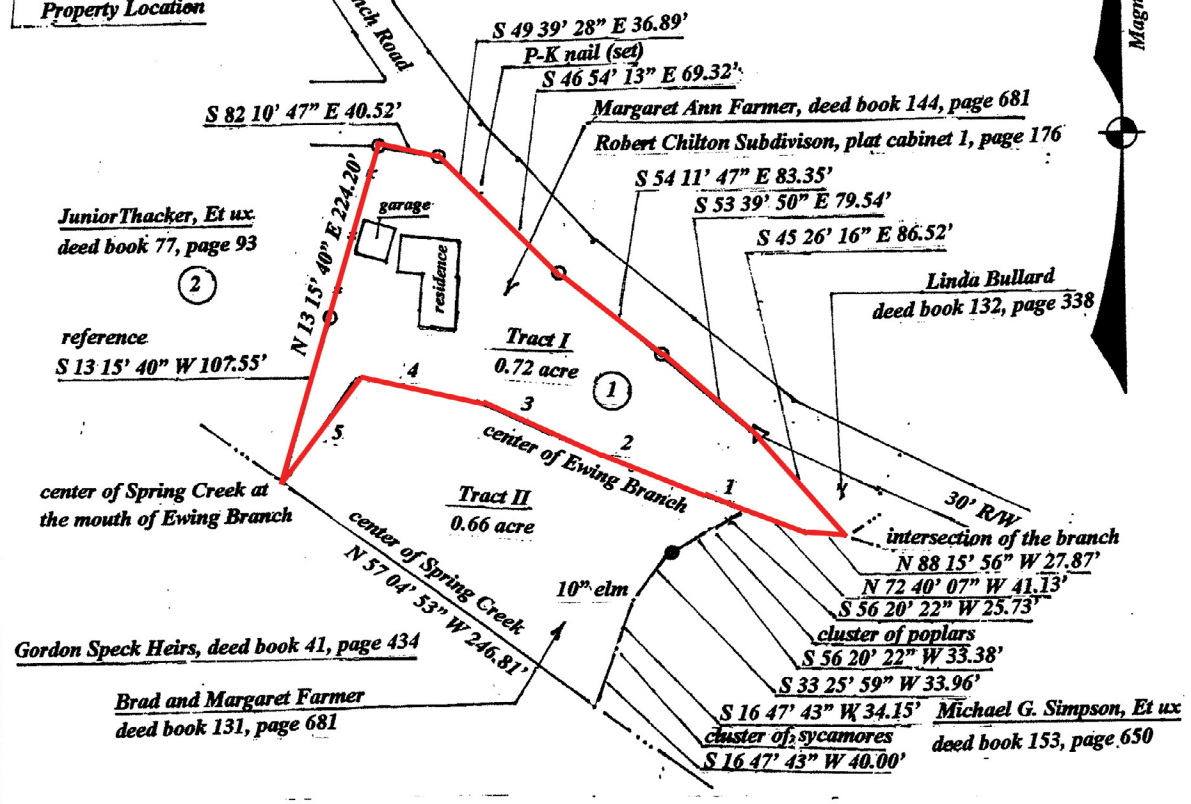 Property Location
nch Road
Magn
S 49 39' 28" E 36.89'
P-K nail (set)
S 46 54' 13" E 69.32'
S 82 10' 47" E 40.52'
Margaret Ann Farmer, deed book 144, page 681
Robert Chilton Subdivison, plat cabinet 1, page 176
S 54 11' 47" E 83.35'
S 53 39' 50" E 79.54'
S 45 26' 16" E 86.52'
N 13 15' 40" E 224.20'
garage
residence
Junior Thacker, Et ux
deed book 77, page 93
2
Linda Bullard
deed book 132, page 338
reference
S 13 15' 40" W 107.55'
Tract I
0.72 acre
1
4
3
2
1
5
center of Ewing Branch
center of Spring Creek at
the mouth of Ewing Branch
Tract II
0.66 acre
30' R/W
intersection of the branch
center of Spring Creek
N 57 04' 53" W 246.81'
10" elm
N 88 15' 56" W 27.87'
N 72 40' 07" W 41.13'
S 56 20' 22" W 25.73'
cluster of poplars
S 56 20' 22" W 33.38'
S 33 25' 59" W 33.96'
S 16 47' 43" W 34.15'
cluster of sycamores
S 16 47' 43" W 40.00'
Gordon Speck Heirs, deed book 41, page 434
Brad and Margaret Farmer
deed book 131, page 681
Michael G. Simpson, Et ux
deed book 153, page 650